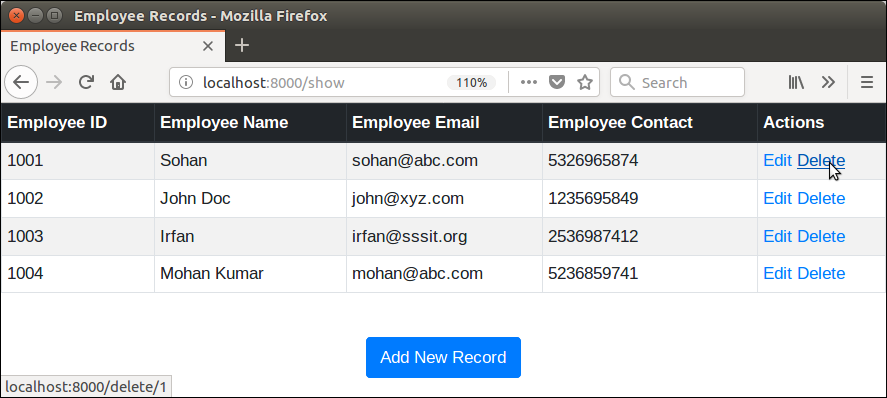 Employee Records - Mozilla Firefox
Employee Records
localhost:8000/show 110% Search
Employee ID Employee Name Employee Email Employee Contact Actions
1001 Sohan sohan@abc.com 5326965874 Edit Delete
1002 John Doc john@xyz.com 1235695849 Edit Delete
1003 Irfan irfan@sssit.org 2536987412 Edit Delete
1004 Mohan Kumar mohan@abc.com 5236859741 Edit Delete
Add New Record
localhost:8000/delete/1